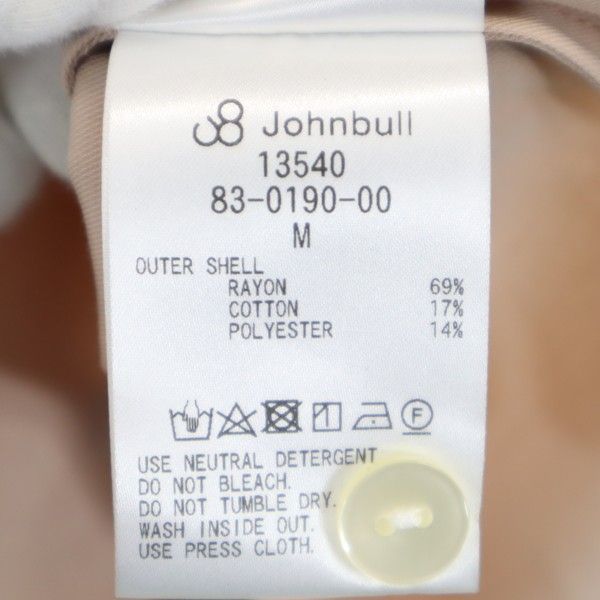 Johnbull
13540
83-0190-00
M
OUTER SHELL
RAYON 69%
COTTON 17%
POLYESTER 14%
F
USE NEUTRAL DETERGENT
DO NOT BLEACH.
DO NOT TUMBLE DRY.
WASH INSIDE OUT.
USE PRESS CLOTH.